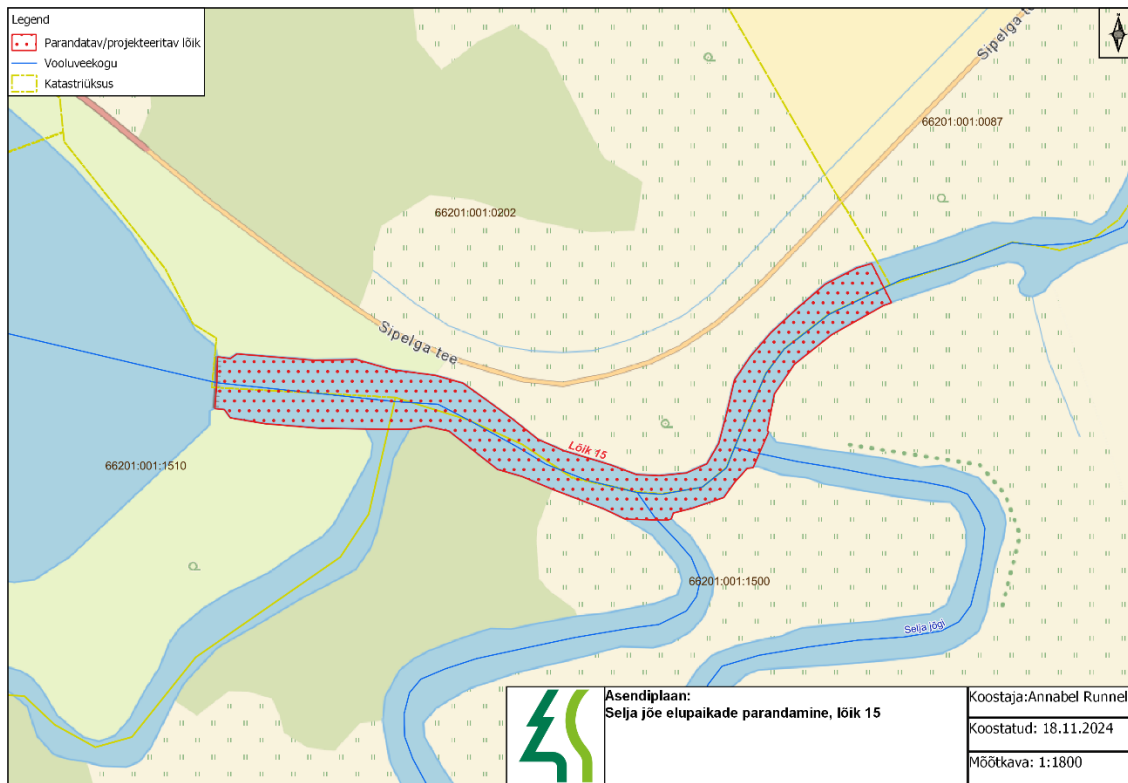 Legend
Parandatav/projekteeritav lõik
Vooluveekogu
Katastriüksus
Sipelga tee
66201:001:0087
66201:001:0202
Sipelga tee
Lõik 15
66201:001:1510
66201:001:1500
Selja jõgi
Asendiplaan:
Selja jõe elupaikade parandamine, lõik 15
Koostaja:Annabel Runnel
Koostatud: 18.11.2024
Mõõtkava: 1:1800